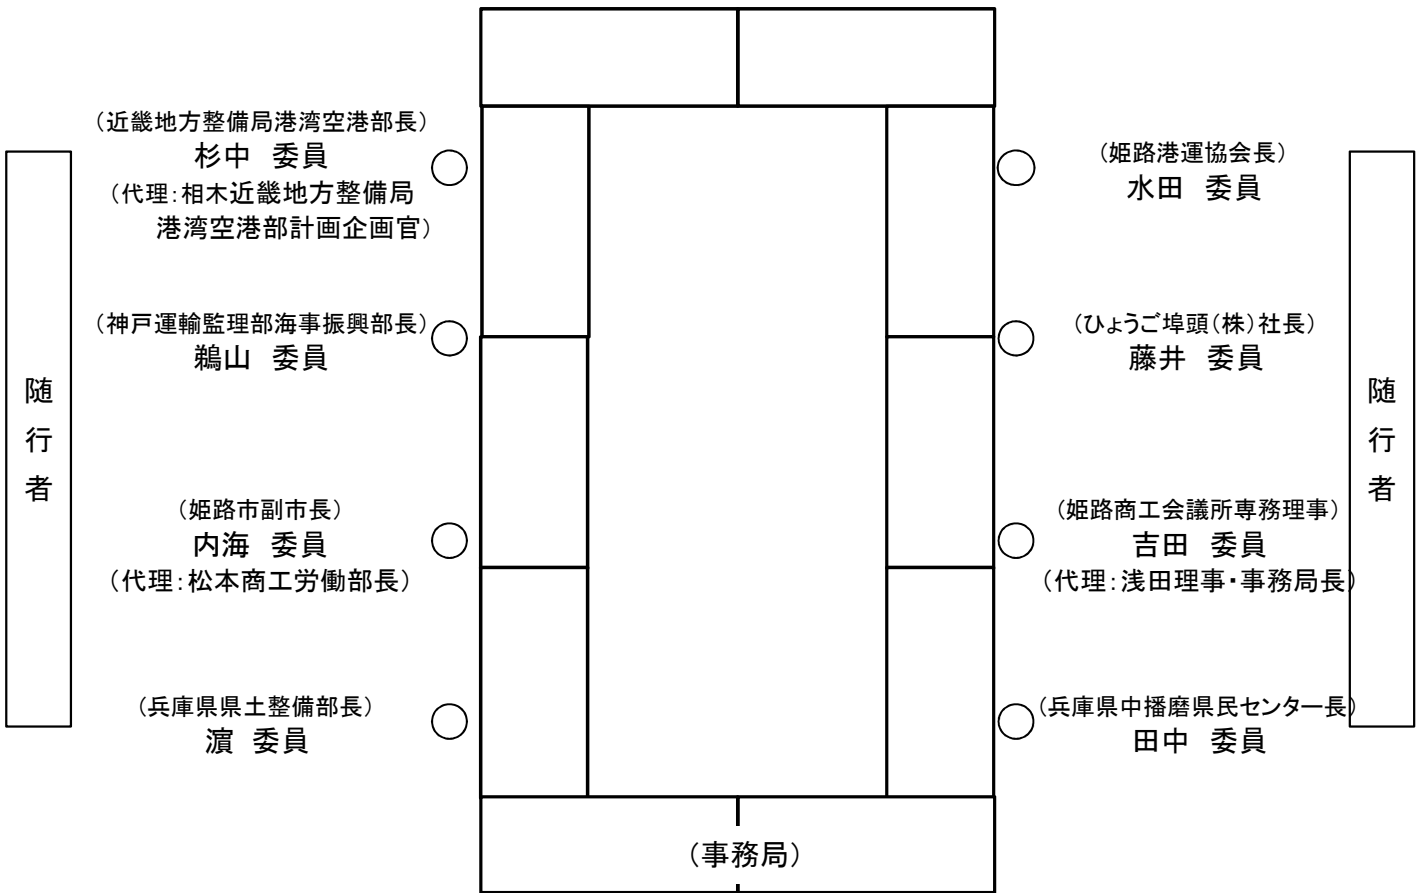 (近畿地方整備局港湾空港部長)
杉中 委員
(代理:相木近畿地方整備局
港湾空港部計画企画官)
(神戸運輸監理部海事振興部長)
鵜山 委員
(姫路市副市長)
内海 委員
(代理:松本商工労働部長)
(兵庫県県土整備部長)
濵 委員
随行者
(姫路港運協会長)
水田 委員
(ひょうご埠頭(株)社長)
藤井 委員
(姫路商工会議所専務理事)
吉田 委員
(代理:浅田理事・事務局長)
(兵庫県中播磨県民センター長)
田中 委員
随行者
(事務局)